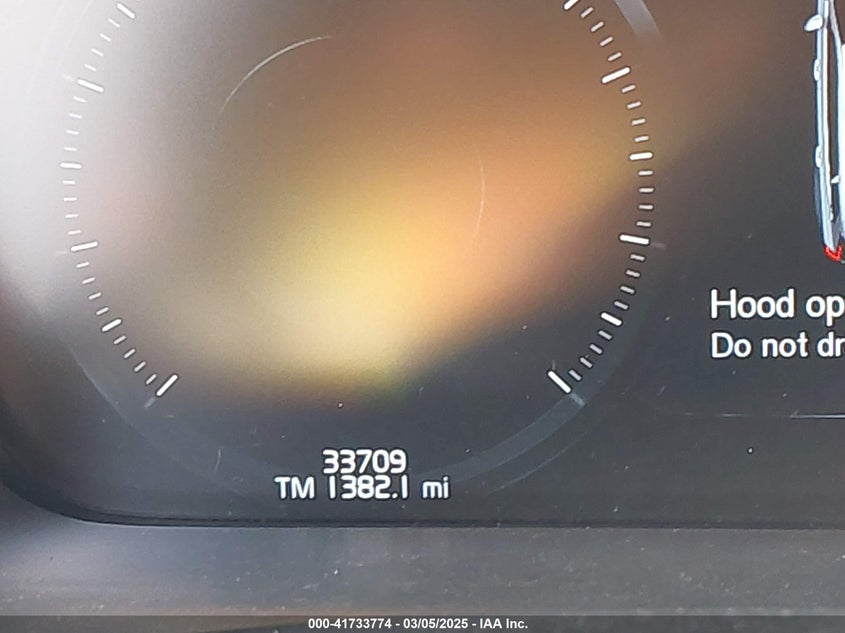 Hood op
Do not dr
33709
TM 1382.1 mi
000-41733774 - 03/05/2025 - IAA Inc.